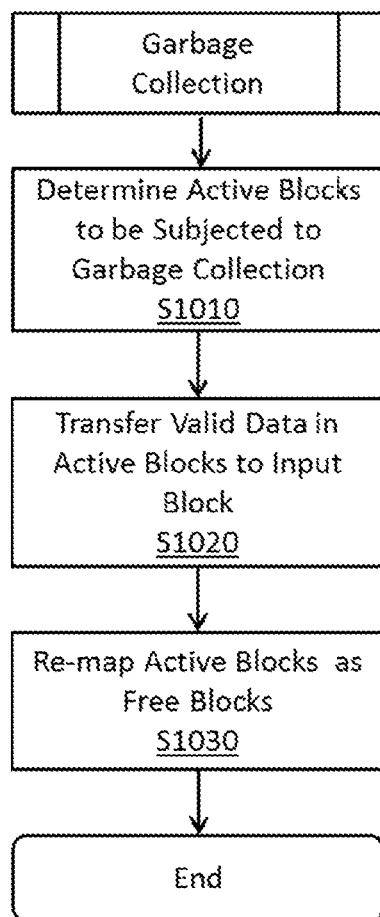 Garbage
Collection
Determine Active Blocks
to be Subjected to
Garbage Collection
S1010
Transfer Valid Data in
Active Blocks to Input
Block
S1020
Re-map Active Blocks as
Free Blocks
S1030
End